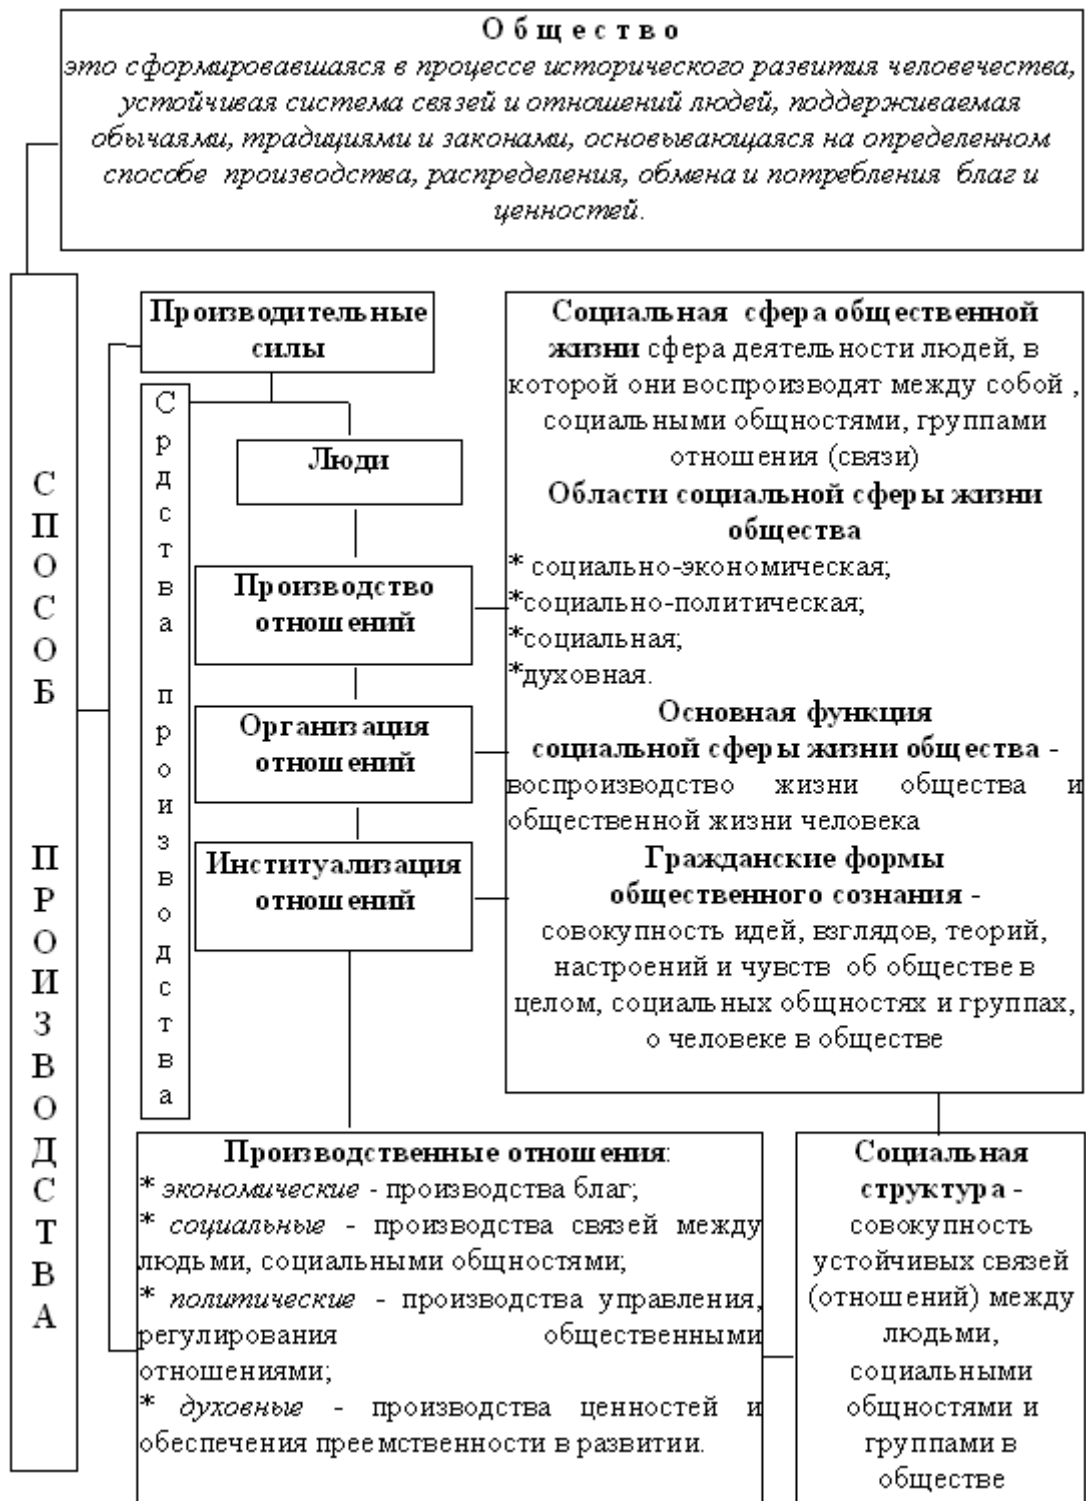 Общество
это сформировавшаяся в процессе исторического развития человечества,
устойчивая система связей и отношений людей, поддерживаемая
обычаями, традициями и законами, основывающаяся на определенном
способе производства, распределения, обмена и потребления благ и
ценностей.
СПОСОБ ПРОИЗВОДСТВА
Производительные
силы
Срдства производства
Люди
Производство
отношений
Организация
отношений
Институализация
отношений
Социальная сфера общественной
жизни сфера деятельности людей, в
которой они воспроизводят между собой ,
социальными общностями, группами
отношения (связи)
Области социальной сферы жизни
общества
* социально-экономическая;
*социально-политическая;
*социальная;
*духовная.
Основная функция
социальной сферы жизни общества -
воспроизводство жизни общества и
общественной жизни человека
Гражданские формы
общественного сознания -
совокупность идей, взглядов, теорий,
настроений и чувств об обществе в
целом, социальных общностях и группах,
о человеке в обществе
Производственные отношения:
* экономические - производства благ;
* социальные - производства связей между
людьми, социальными общностями;
* политические - производства управления,
регулирования общественными
отношениями;
* духовные - производства ценностей и
обеспечения преемственности в развитии.
Социальная
структура -
совокупность
устойчивых связей
(отношений) между
людьми,
социальными
общностями и
группами в
обществе